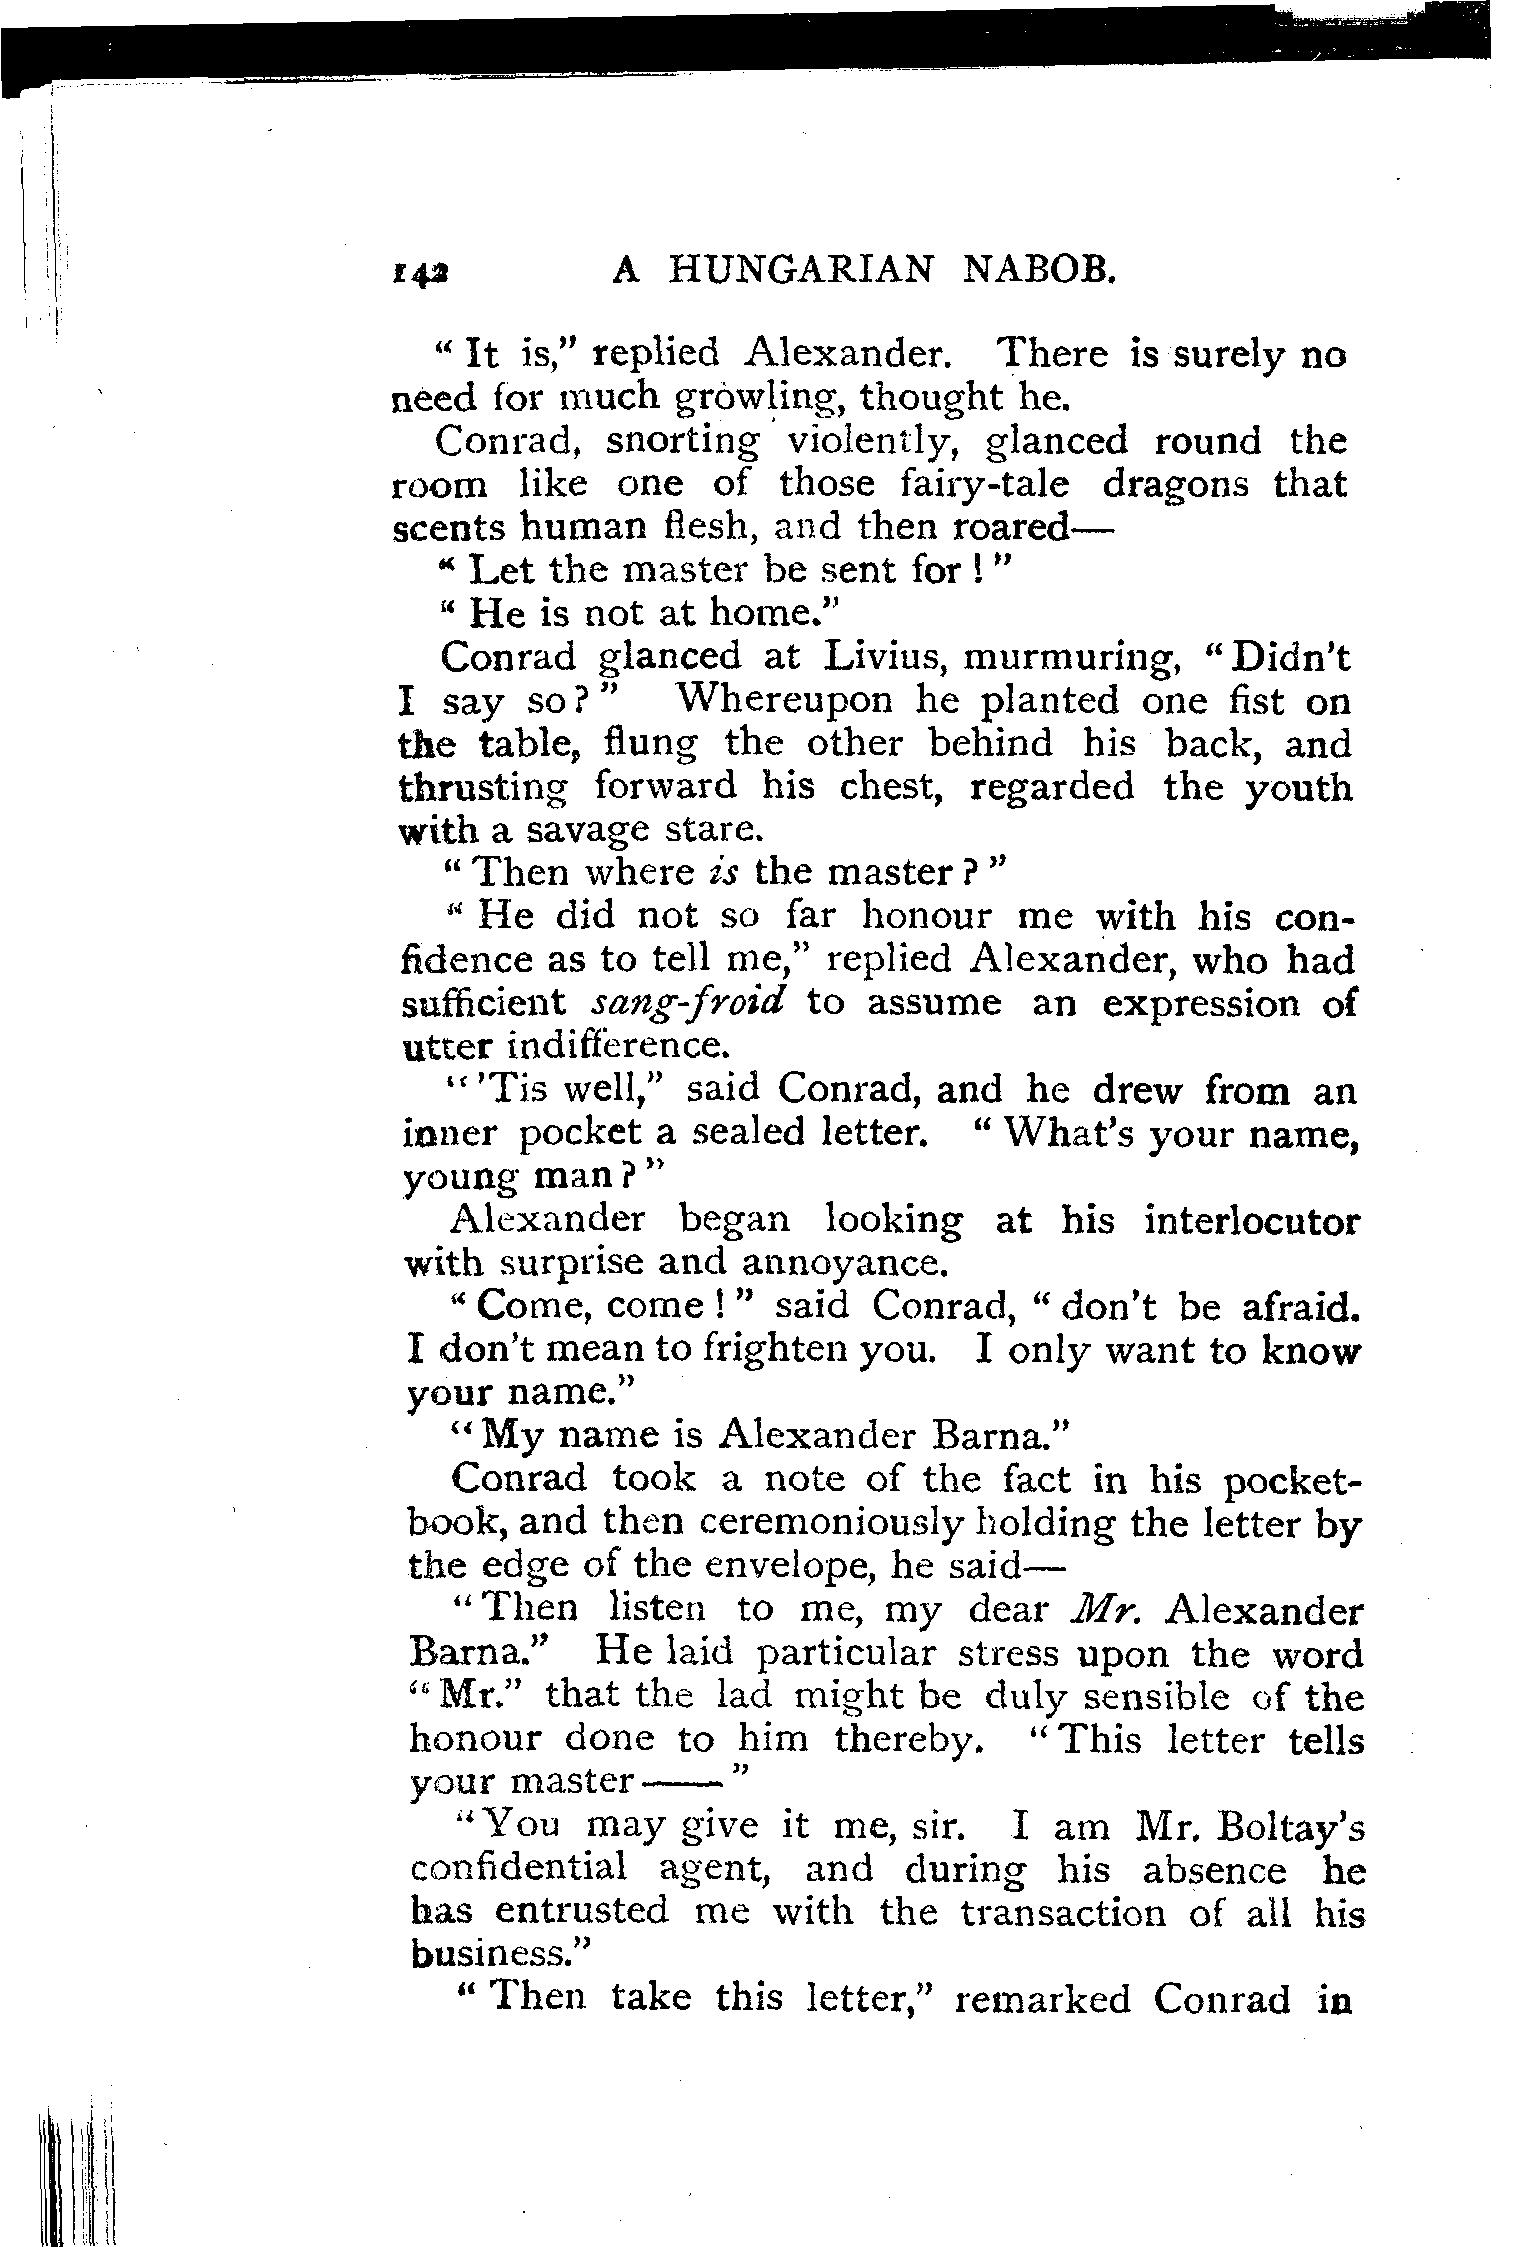 142 A HUNGARIAN NABOB.
“ It is,” replied Alexander. There is surely no
need for much growling, thought he.
Conrad, snorting violently, glanced round the
room like one of those fairy-tale dragons that
scents human flesh, and then roared—
“ Let the master be sent for ! ”
“ He is not at home.”
Conrad glanced at Livius, murmuring, “ Didn’t
I say so ? ” Whereupon he planted one fist on
the table, flung the other behind his back, and
thrusting forward his chest, regarded the youth
with a savage stare.
“ Then where is the master ? ”
“ He did not so far honour me with his con-
fidence as to tell me,” replied Alexander, who had
sufficient sang-froid to assume an expression of
utter indifference.
“ ’Tis well,” said Conrad, and he drew from an
inner pocket a sealed letter. “ What’s your name,
young man ? ”
Alexander began looking at his interlocutor
with surprise and annoyance.
“ Come, come ! ” said Conrad, “ don’t be afraid.
I don’t mean to frighten you. I only want to know
your name.”
“ My name is Alexander Barna.”
Conrad took a note of the fact in his pocket-
book, and then ceremoniously holding the letter by
the edge of the envelope, he said—
“ Then listen to me, my dear Mr. Alexander
Barna.” He laid particular stress upon the word
“ Mr.” that the lad might be duly sensible of the
honour done to him thereby. “ This letter tells
your master —— ”
“ You may give it me, sir. I am Mr. Boltay’s
confidential agent, and during his absence he
has entrusted me with the transaction of all his
business.”
“ Then take this letter,” remarked Conrad in